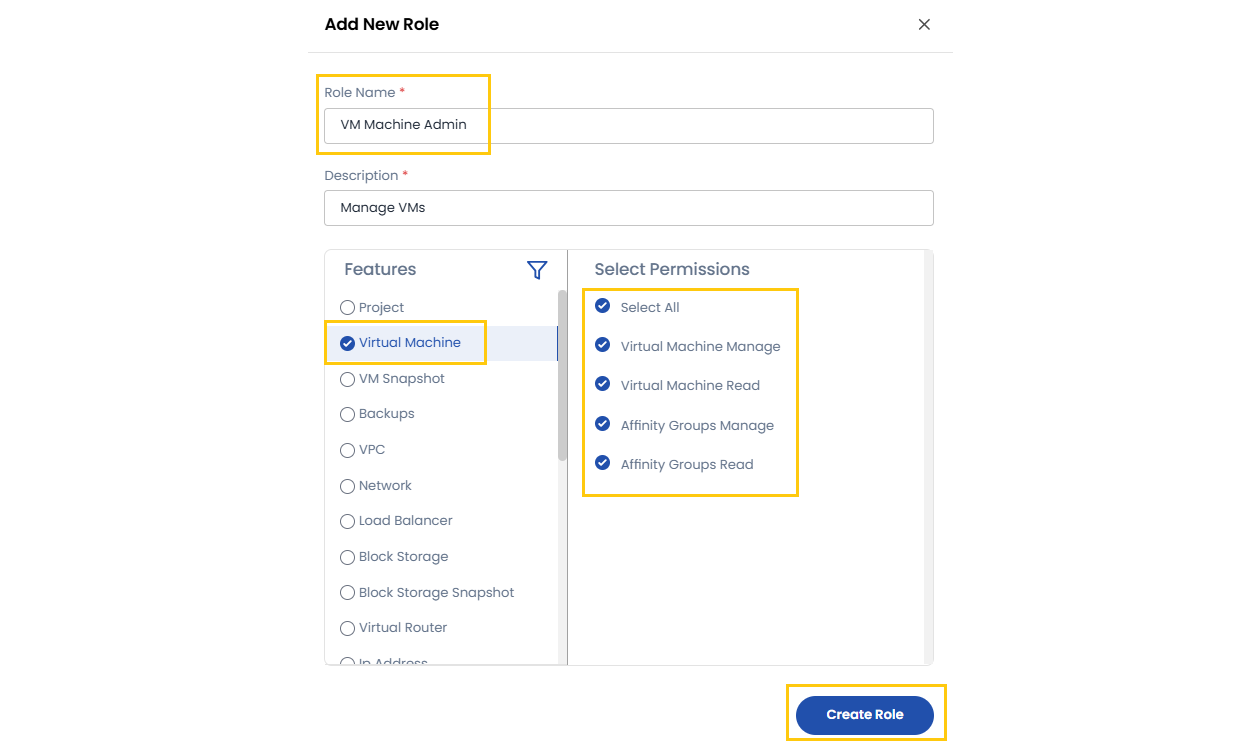 Add New Role
Role Name *
VM Machine Admin
Description *
Manage VMs
Features
Project
Virtual Machine
VM Snapshot
Backups
VPC
Network
Load Balancer
Block Storage
Block Storage Snapshot
Virtual Router
Ip Address
Select Permissions
Select All
Virtual Machine Manage
Virtual Machine Read
Affinity Groups Manage
Affinity Groups Read
Create Role